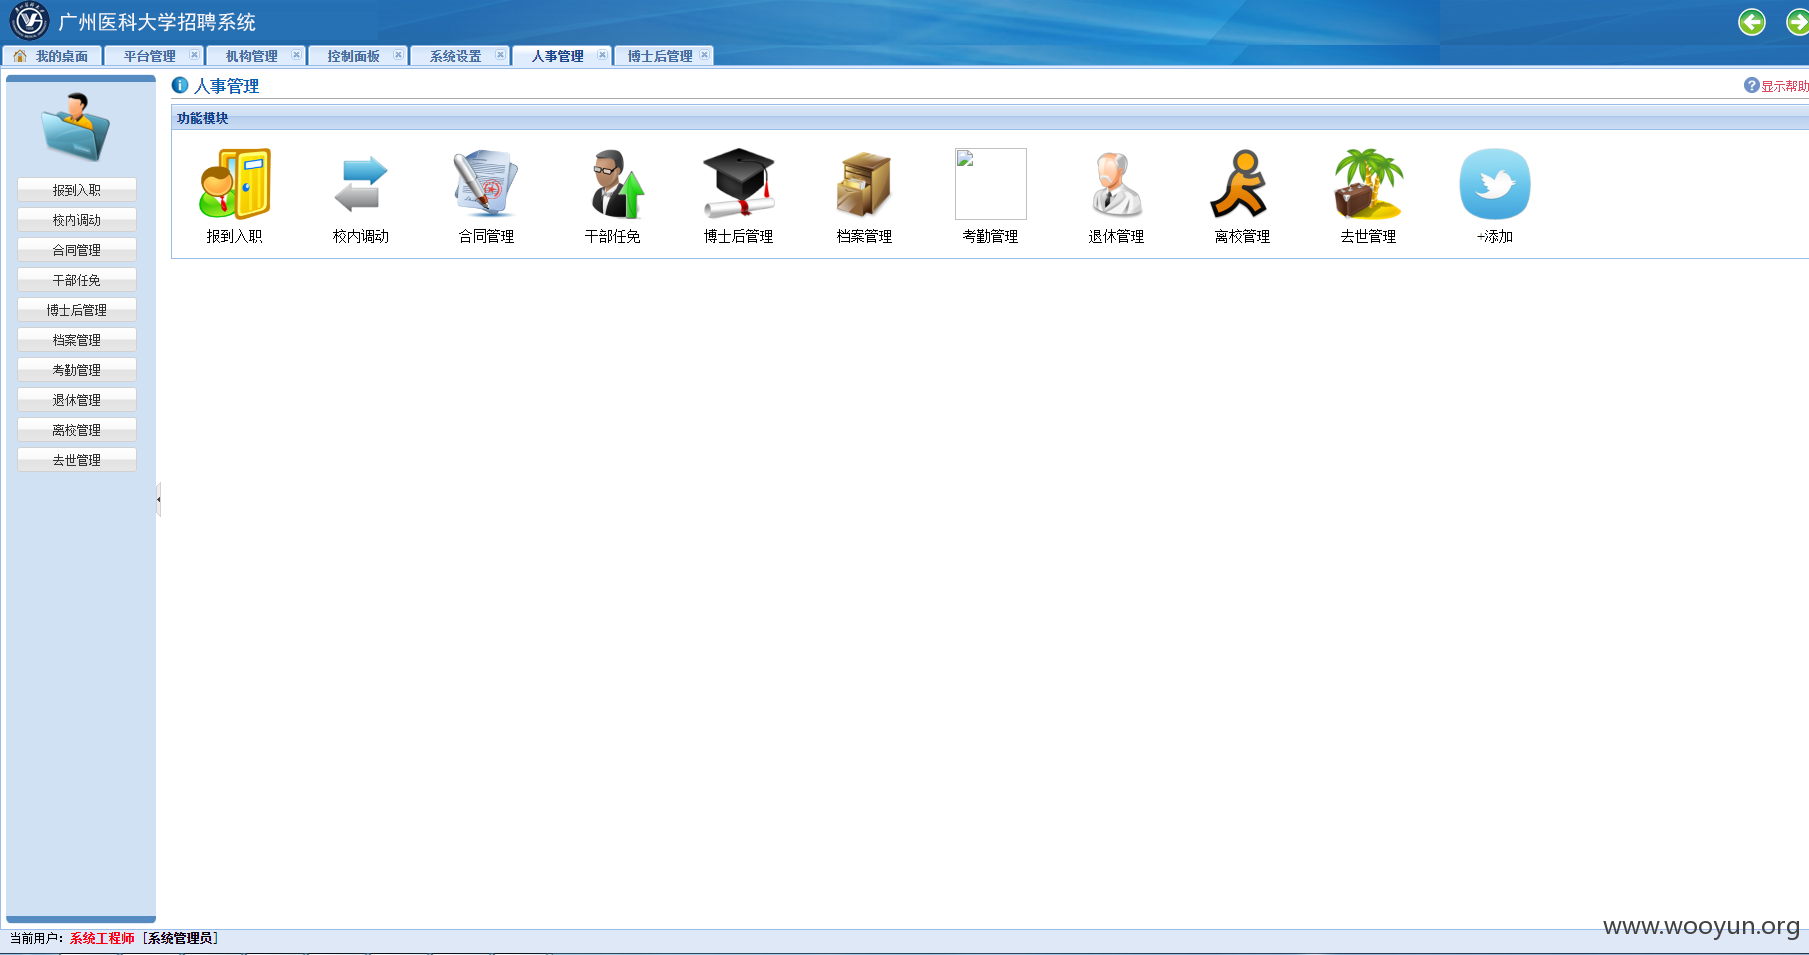 广州医科大学招聘系统
我的桌面 平台管理 机构管理 控制面板 系统设置 人事管理 博士后管理
人事管理
显示帮助
功能模块
报到入职 校内调动 合同管理 干部任免 博士后管理 档案管理 考勤管理 退休管理 离校管理 去世管理 +添加
报到入职
校内调动
合同管理
干部任免
博士后管理
档案管理
考勤管理
退休管理
离校管理
去世管理
当前用户：系统工程师 [系统管理员]
www.wooyun.org